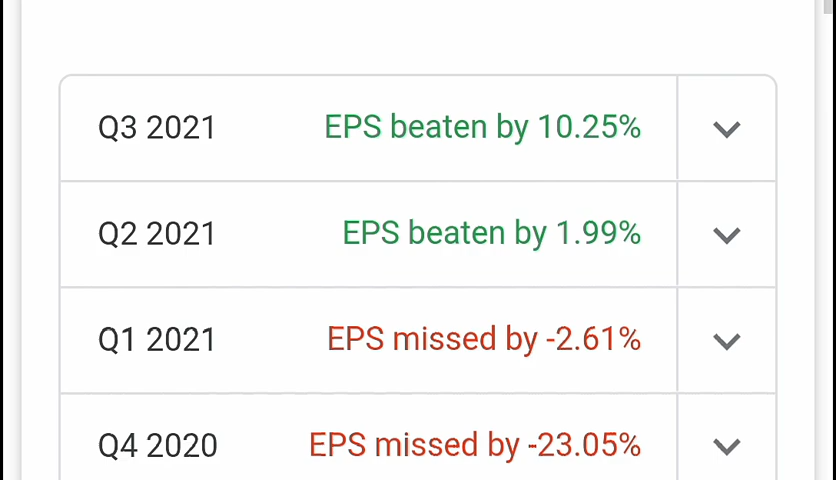 Q3 2021 EPS beaten by 10.25%
Q2 2021 EPS beaten by 1.99%
Q1 2021 EPS missed by -2.61%
Q4 2020 EPS missed by -23.05%